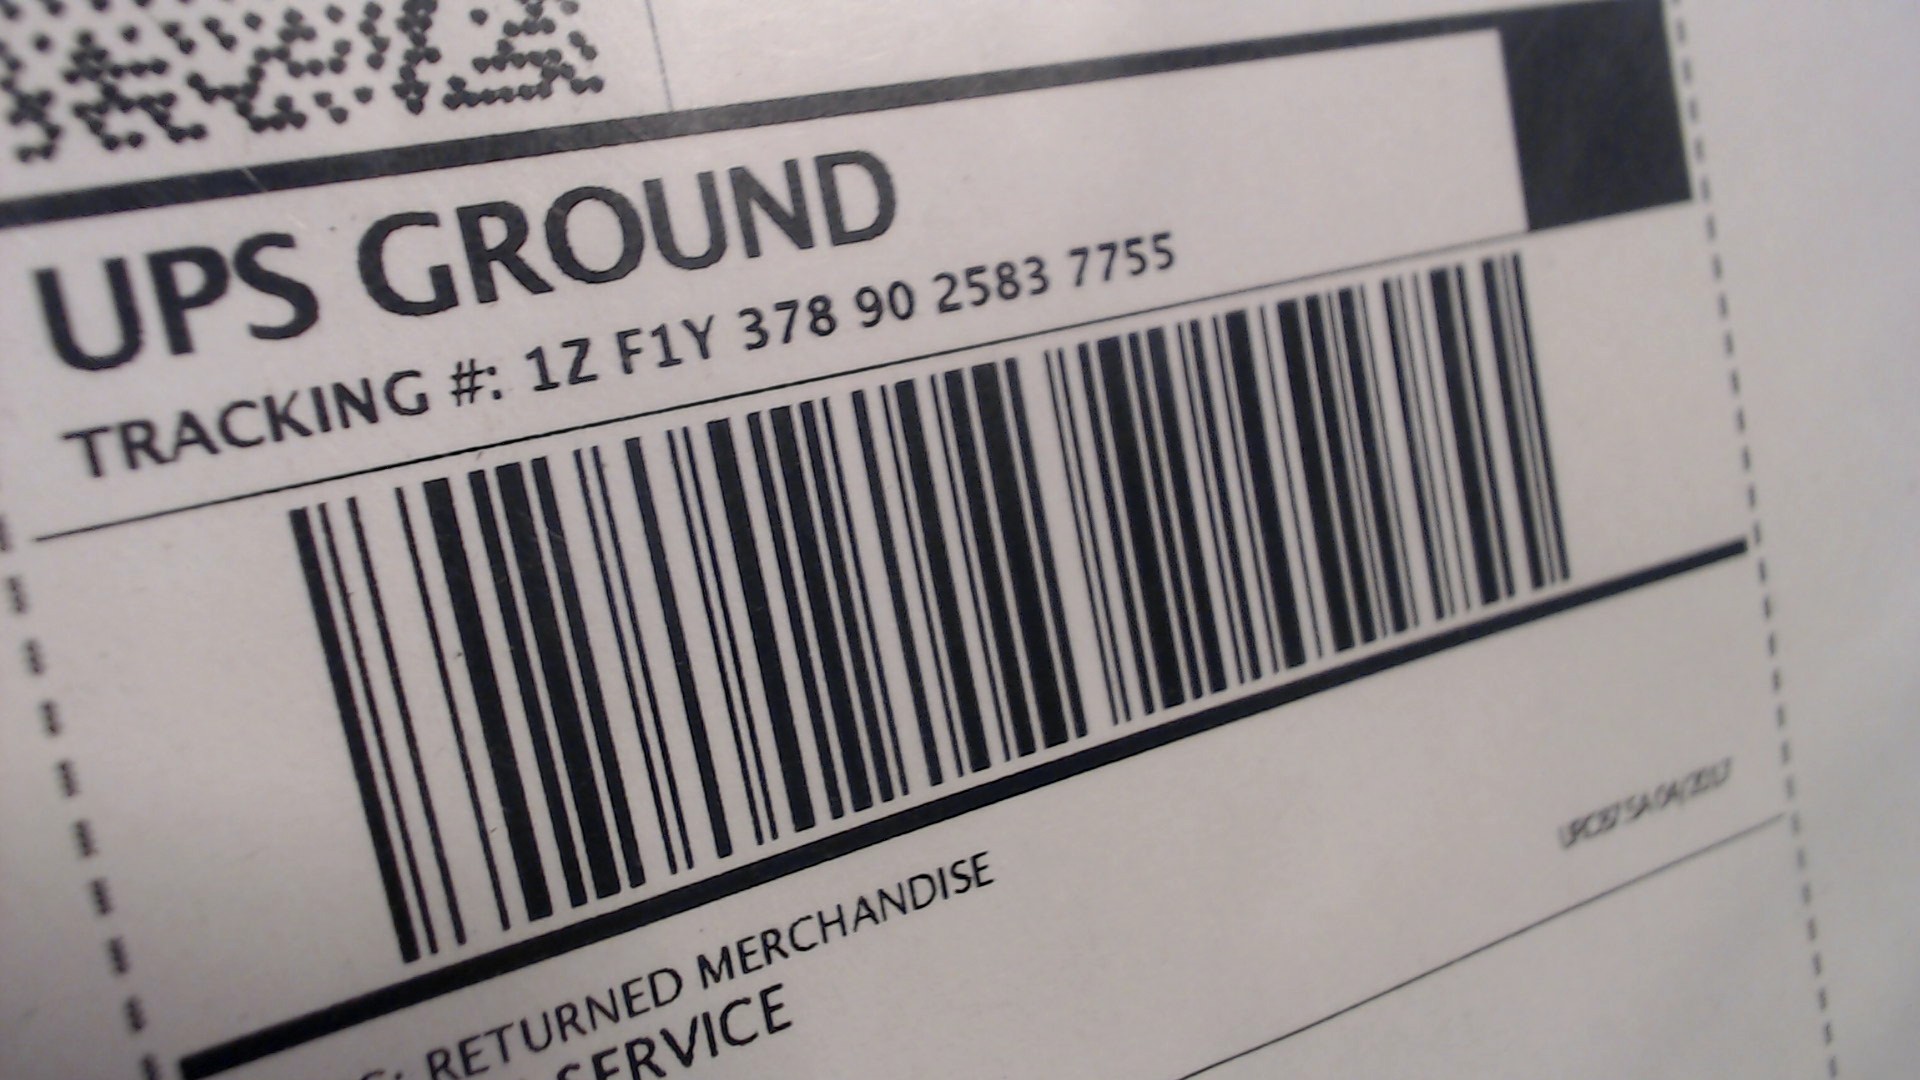 UPS GROUND
TRACKING #: 1Z F1Y 378 90 2583 7755
RETURNED MERCHANDISE
SERVICE